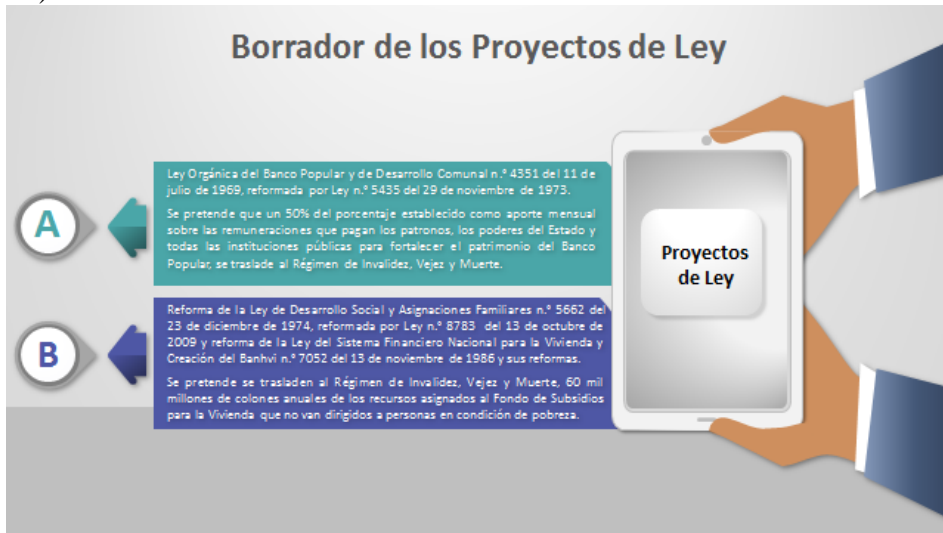 Borrador de los Proyectos de Ley
A
Ley Orgánica del Banco Popular y de Desarrollo Comunal n.º 4351 del 11 de
julio de 1969, reformada por Ley n.º 5435 del 29 de noviembre de 1973.
Se pretende que un 50% del porcentaje establecido como aporte mensual
sobre las remuneraciones que pagan los patronos, los poderes del Estado y
todas las instituciones públicas para fortalecer el patrimonio del Banco
Popular, se traslade al Régimen de Invalidez, Vejez y Muerte.
B
Reforma de la Ley de Desarrollo Social y Asignaciones Familiares n.º 5662 del
23 de diciembre de 1974, reformada por Ley n.º 8783 del 13 de octubre de
2009 y reforma de la Ley del Sistema Financiero Nacional para la Vivienda y
Creación del Banhvi n.º 7052 del 13 de noviembre de 1986 y sus reformas.
Se pretende se trasladen al Régimen de Invalidez, Vejez y Muerte, 60 mil
millones de colones anuales de los recursos asignados al Fondo de Subsidios
para la Vivienda que no van dirigidos a personas en condición de pobreza.
Proyectos
de Ley